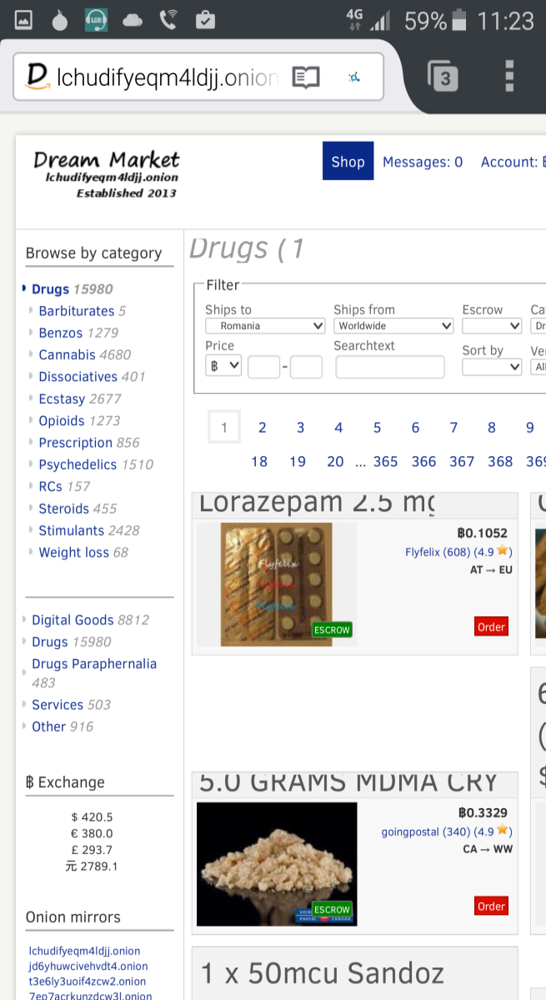 4G 59% 11:23
D lchudifyeqm4ldjj.onion 3
Dream Market
lchudifyeqm4ldjj.onion
Established 2013
Shop Messages: 0 Account: ฿
Browse by category
Drugs 15980
Barbiturates 5
Benzos 1279
Cannabis 4680
Dissociatives 401
Ecstasy 2677
Opioids 1273
Prescription 856
Psychedelics 1510
RCs 157
Steroids 455
Stimulants 2428
Weight loss 68
Digital Goods 8812
Drugs 15980
Drugs Paraphernalia
483
Services 503
Other 916
฿ Exchange
$ 420.5
€ 380.0
£ 293.7
元 2789.1
Onion mirrors
lchudifyeqm4ldjj.onion
jd6yhuwcivehvdt4.onion
t3e6ly3uoif4zcw2.onion
7ep7acrkunzdcw3l.onion
Drugs (1
Filter
Ships to Ships from Escrow Ca
Romania Worldwide Dr
Price Searchtext Sort by Ve
฿ - All
1 2 3 4 5 6 7 8 9
18 19 20 ... 365 366 367 368 369
Lorazepam 2.5 mg
฿0.1052
Flyfelix (608) (4.9 ⭐)
AT → EU
Flyfelix
ESCROW
Order
5.0 GRAMS MDMA CRY
฿0.3329
goingpostal (340) (4.9 ⭐)
CA → WW
ESCROW
Order
6
(
$
1 x 50mcu Sandoz